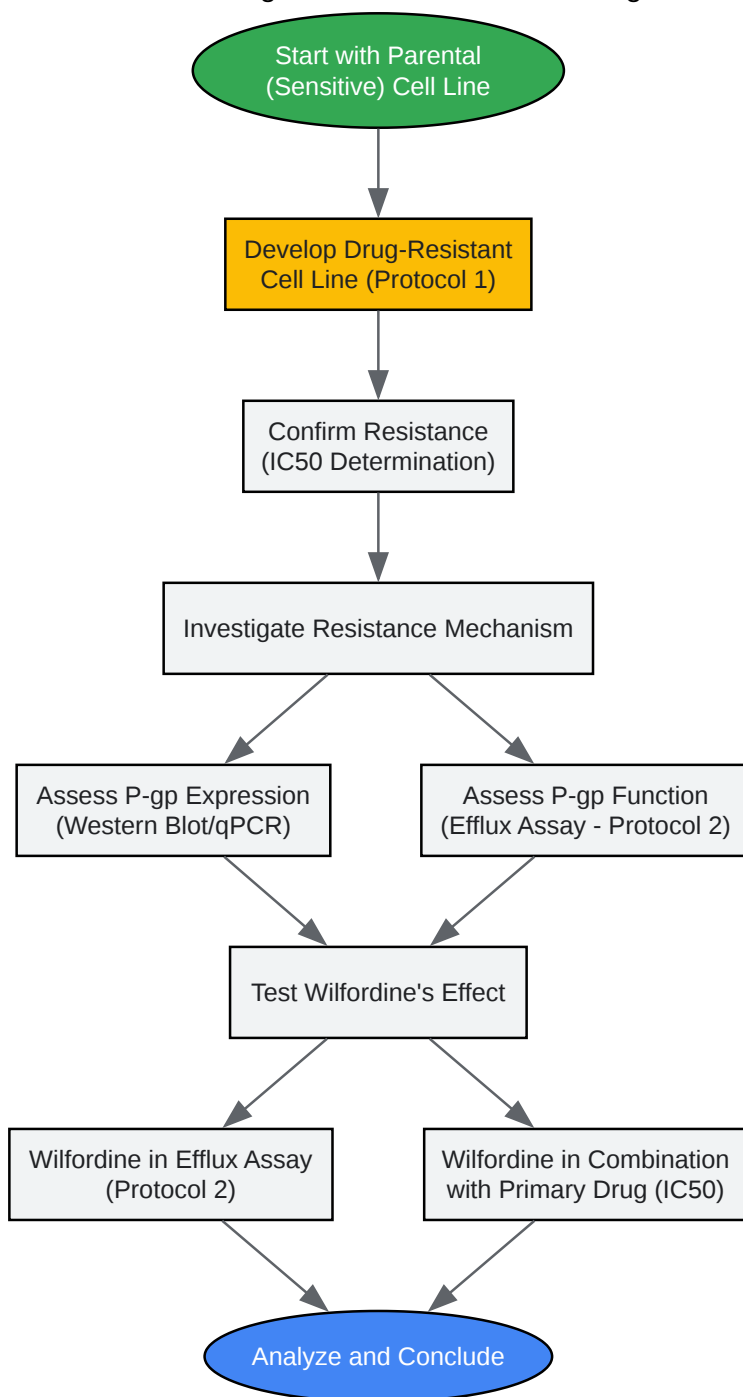 Start with Parental
(Sensitive) Cell Line
Develop Drug-Resistant
Cell Line (Protocol 1)
Confirm Resistance
(IC50 Determination)
Investigate Resistance Mechanism
Assess P-gp Expression
(Western Blot/qPCR)
Assess P-gp Function
(Efflux Assay - Protocol 2)
Test Wilfordine's Effect
Wilfordine in Efflux Assay
(Protocol 2)
Wilfordine in Combination
with Primary Drug (IC50)
Analyze and Conclude